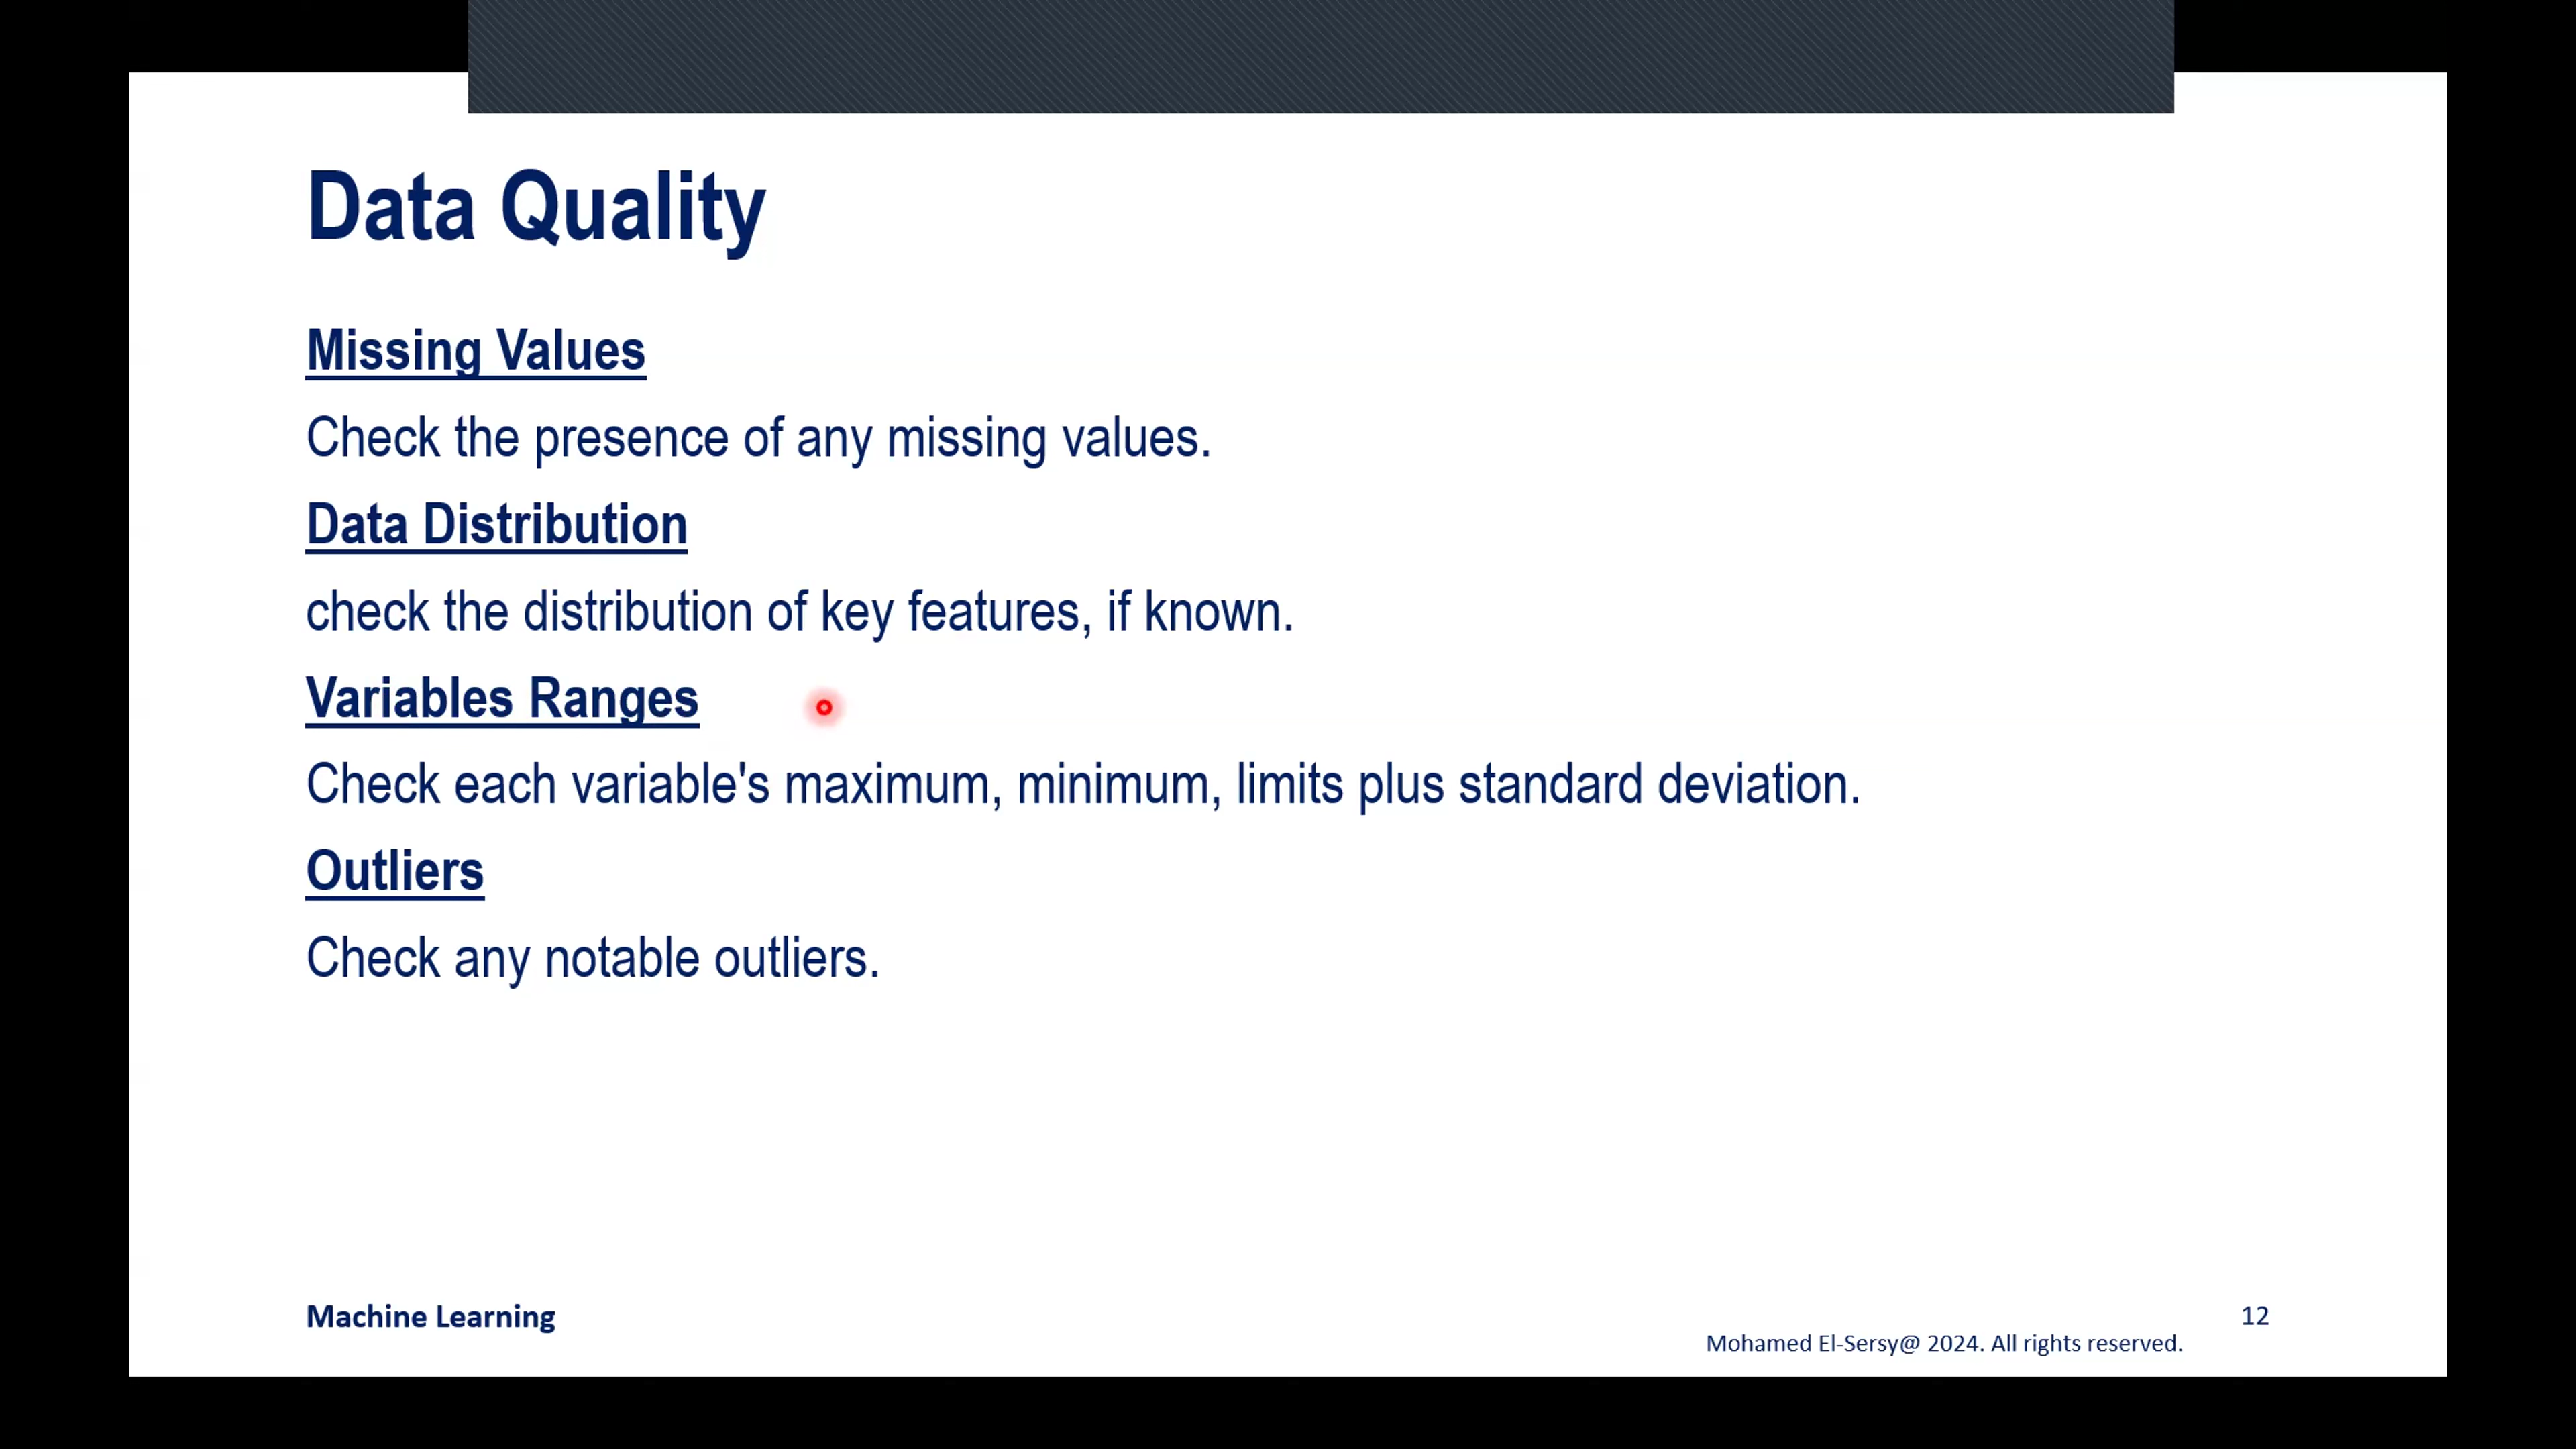 Data Quality
Missing Values
Check the presence of any missing values.
Data Distribution
check the distribution of key features, if known.
Variables Ranges
Check each variable's maximum, minimum, limits plus standard deviation.
Outliers
Check any notable outliers.
Machine Learning
12
Mohamed El-Sersy@ 2024. All rights reserved.